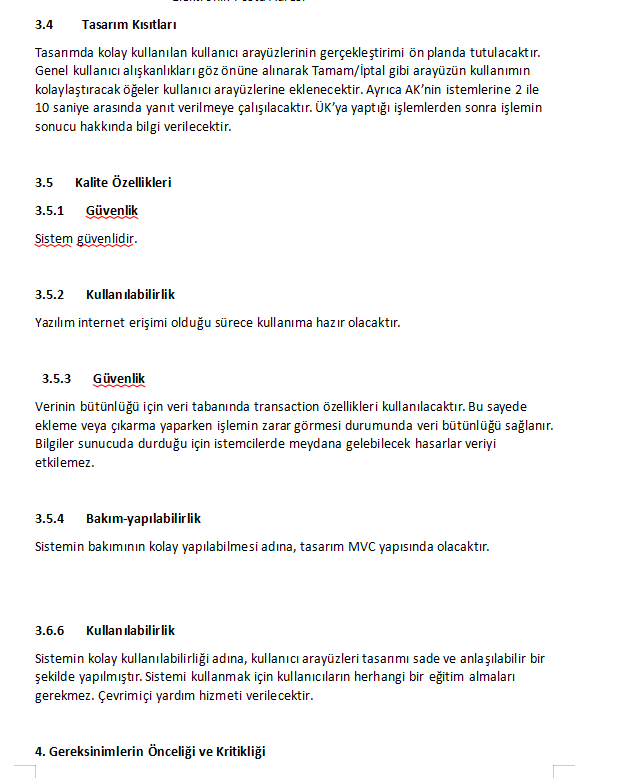 3.4 Tasarım Kısıtları
Tasarımda kolay kullanılan kullanıcı arayüzlerinin gerçekleştirimi ön planda tutulacaktır.
Genel kullanıcı alışkanlıkları göz önüne alınarak Tamam/İptal gibi arayüzün kullanımın
kolaylaştıracak öğeler kullanıcı arayüzlerine eklenecektir. Ayrıca AK’nin istemlerine 2 ile
10 saniye arasında yanıt verilmeye çalışılacaktır. ÜK’ya yaptığı işlemlerden sonra işlemin
sonucu hakkında bilgi verilecektir.
3.5 Kalite Özellikleri
3.5.1 Güvenlik
Sistem güvenlidir.
3.5.2 Kullanılabilirlik
Yazılım internet erişimi olduğu sürece kullanıma hazır olacaktır.
3.5.3 Güvenlik
Verinin bütünlüğü için veri tabanında transaction özellikleri kullanılacaktır. Bu sayede
ekleme veya çıkarma yaparken işlemin zarar görmesi durumunda veri bütünlüğü sağlanır.
Bilgiler sunucuda durduğu için istemcilerde meydana gelebilecek hasarlar veriyi
etkilemez.
3.5.4 Bakım-yapılabilirlik
Sistemin bakımının kolay yapılabilmesi adına, tasarım MVC yapısında olacaktır.
3.6.6 Kullanılabilirlik
Sistemin kolay kullanılabilirliği adına, kullanıcı arayüzleri tasarımı sade ve anlaşılabilir bir
şekilde yapılmıştır. Sistemi kullanmak için kullanıcıların herhangi bir eğitim almaları
gerekmez. Çevrimiçi yardım hizmeti verilecektir.
4. Gereksinimlerin Önceliği ve Kritikliği